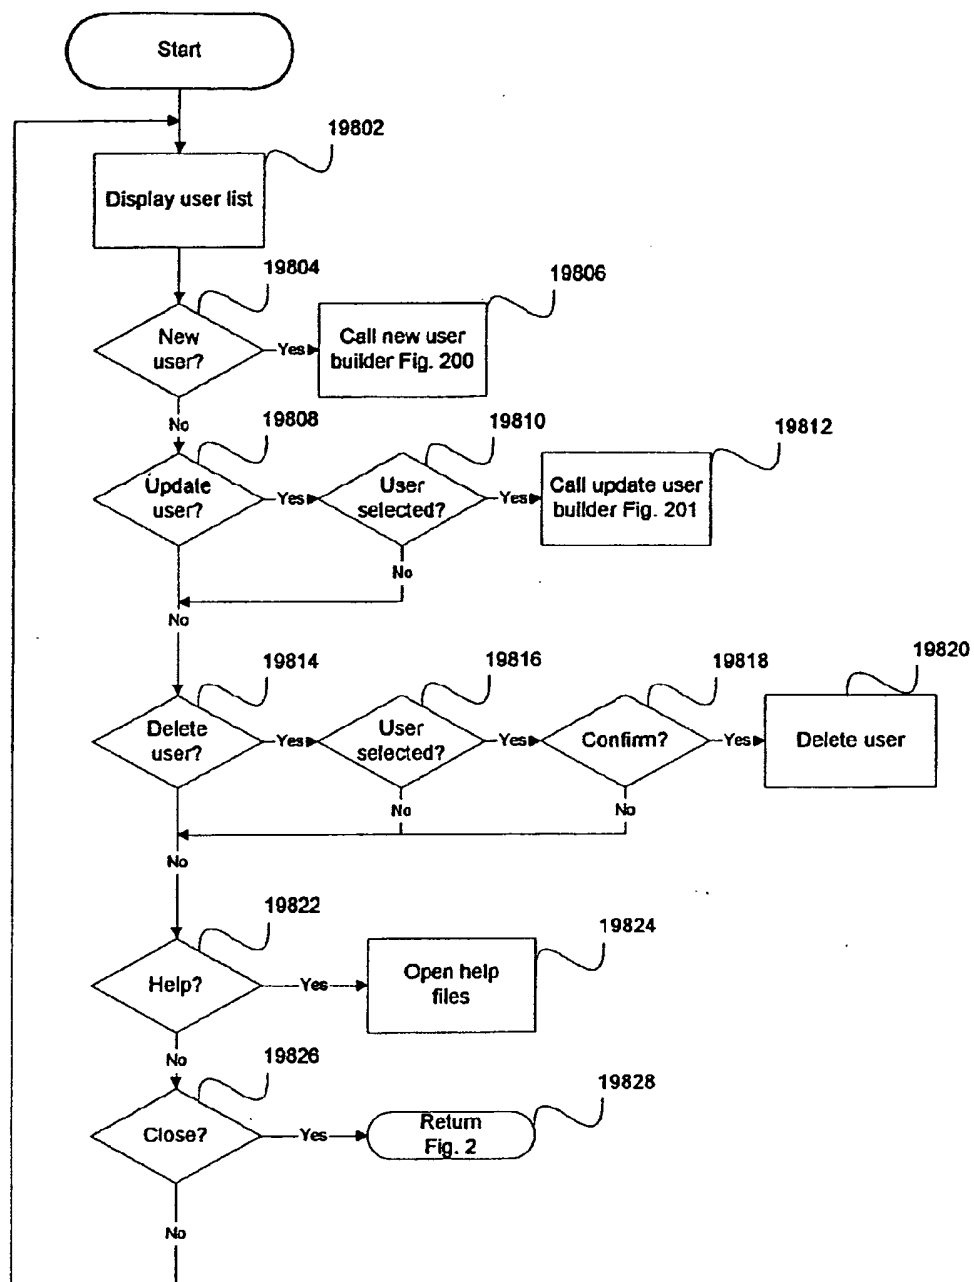 Start
19802
Display user list
19804
New
user?
Yes
19806
Call new user
builder Fig. 200
No
19808
Update
user?
Yes
19810
User
selected?
Yes
19812
Call update user
builder Fig. 201
No
No
19814
Delete
user?
Yes
19816
User
selected?
Yes
19818
Confirm?
Yes
19820
Delete user
No
No
No
19822
Help?
Yes
19824
Open help
files
No
19826
Close?
Yes
19828
Return
Fig. 2
No